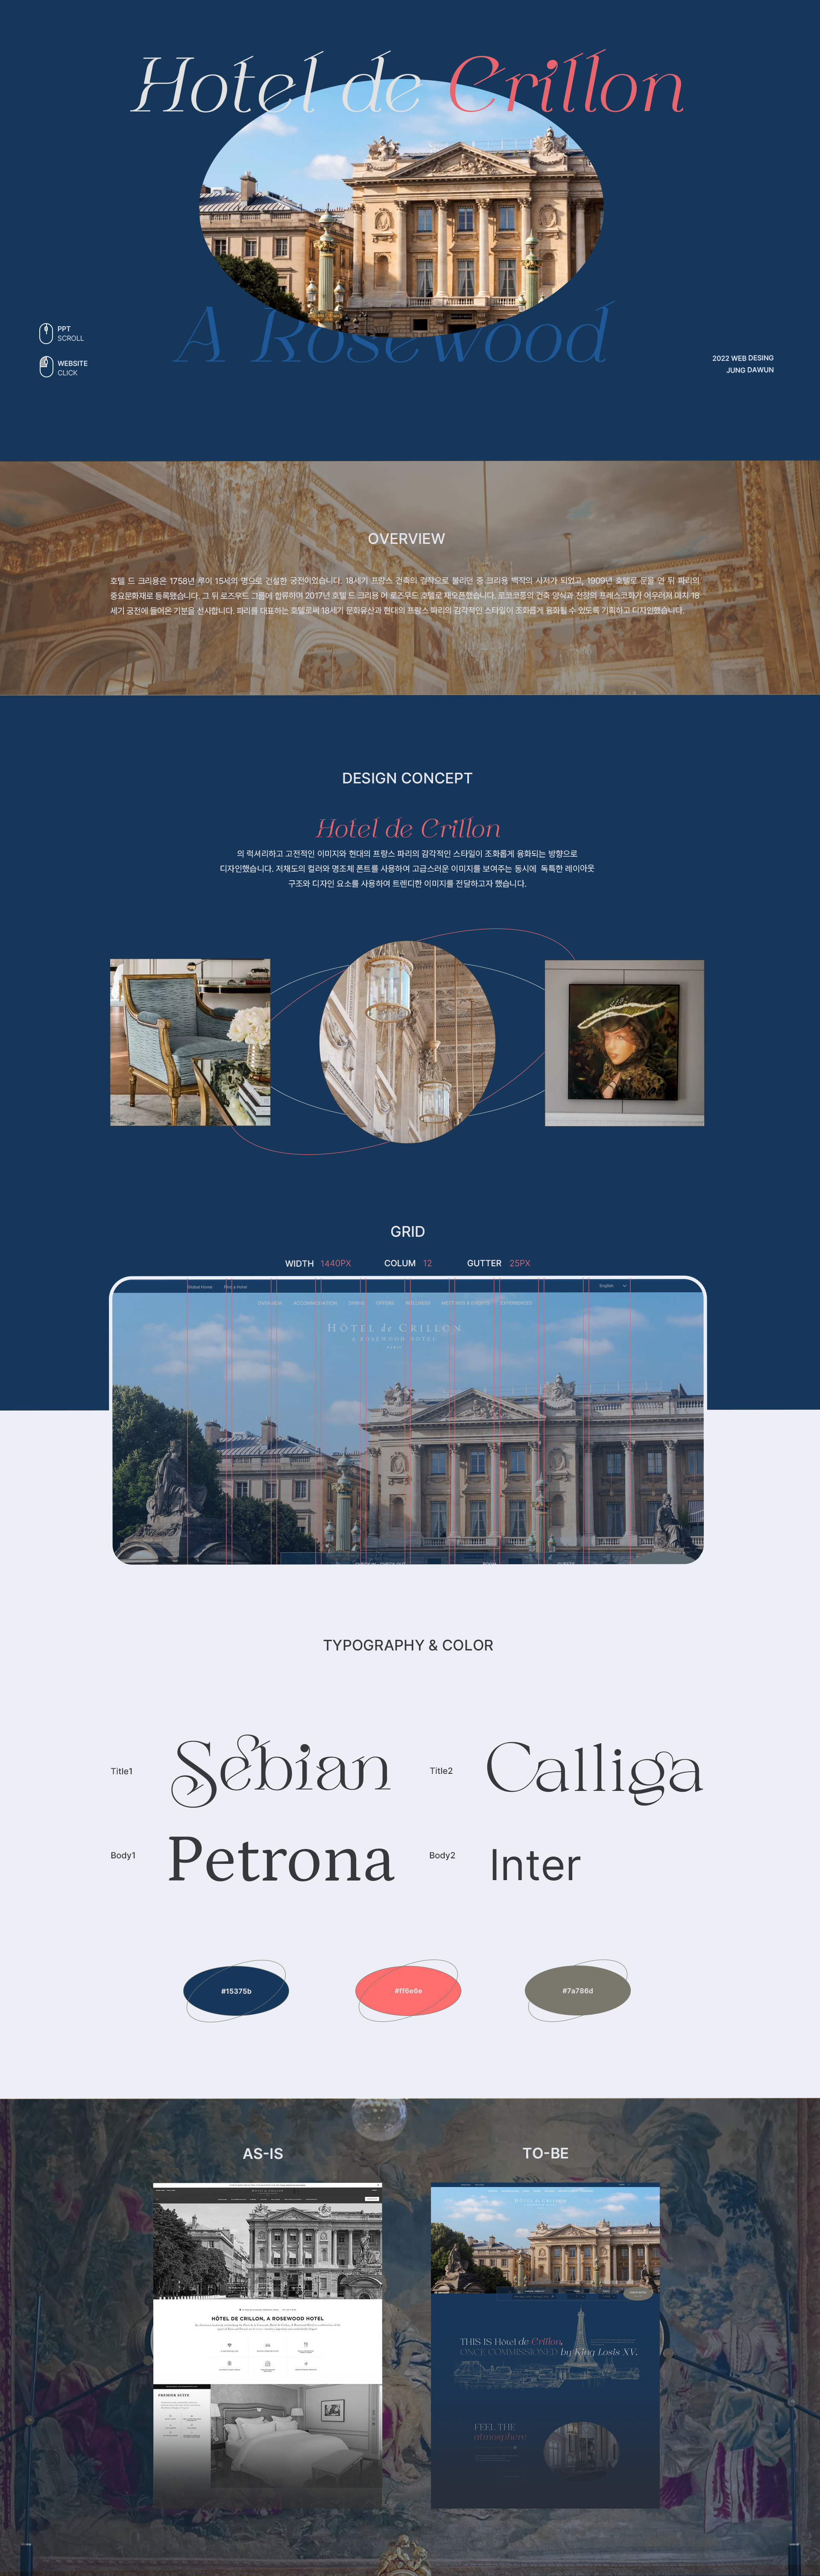 Hotel de Crillon
A Rosewood
PPT
SCROLL
WEBSITE
CLICK
2022 WEB DESING
JUNG DAWUN
OVERVIEW
호텔 드 크리용은 1758년 루이 15세의 명으로 건설한 궁전이었습니다. 18세기 프랑스 건축의 걸작으로 불리던 중 크리용 백작의 사저가 되었고, 1909년 호텔로 문을 연 뒤 파리의
중요문화재로 등록됐습니다. 그 뒤 로즈우드 그룹에 합류하며 2017년 호텔 드 크리용 어 로즈우드 호텔로 재오픈했습니다. 로코코풍의 건축 양식과 천장의 프레스코화가 어우러져 마치 18
세기 궁전에 들어온 기분을 선사합니다. 파리를 대표하는 호텔로써 18세기 문화유산과 현대의 프랑스 파리의 감각적인 스타일이 조화롭게 융화될 수 있도록 기획하고 디자인했습니다.
DESIGN CONCEPT
Hotel de Crillon
의 럭셔리하고 고전적인 이미지와 현대의 프랑스 파리의 감각적인 스타일이 조화롭게 융화되는 방향으로
디자인했습니다. 저채도의 컬러와 명조체 폰트를 사용하여 고급스러운 이미지를 보여주는 동시에 독특한 레이아웃
구조와 디자인 요소를 사용하여 트렌디한 이미지를 전달하고자 했습니다.
GRID
WIDTH 1440PX COLUM 12 GUTTER 25PX
Global Home Find a Hotel English
OVERVIEW ACCOMMODATION DINING OFFERS WELLNESS MEETINGS & EVENTS EXPERIENCES
HÔTEL de CRILLON
A ROSEWOOD HOTEL
PARIS
TYPOGRAPHY & COLOR
Title1 Sebian Title2 Calliga
Body1 Petrona Body2 Inter
#15375b #ff6e6e #7a786d
AS-IS TO-BE
HÔTEL DE CRILLON, A ROSEWOOD HOTEL
PREMIER SUITE
THIS IS Hôtel de Crillon,
ONCE COMMISSIONED by King Louis XV.
FEEL THE
atmosphere